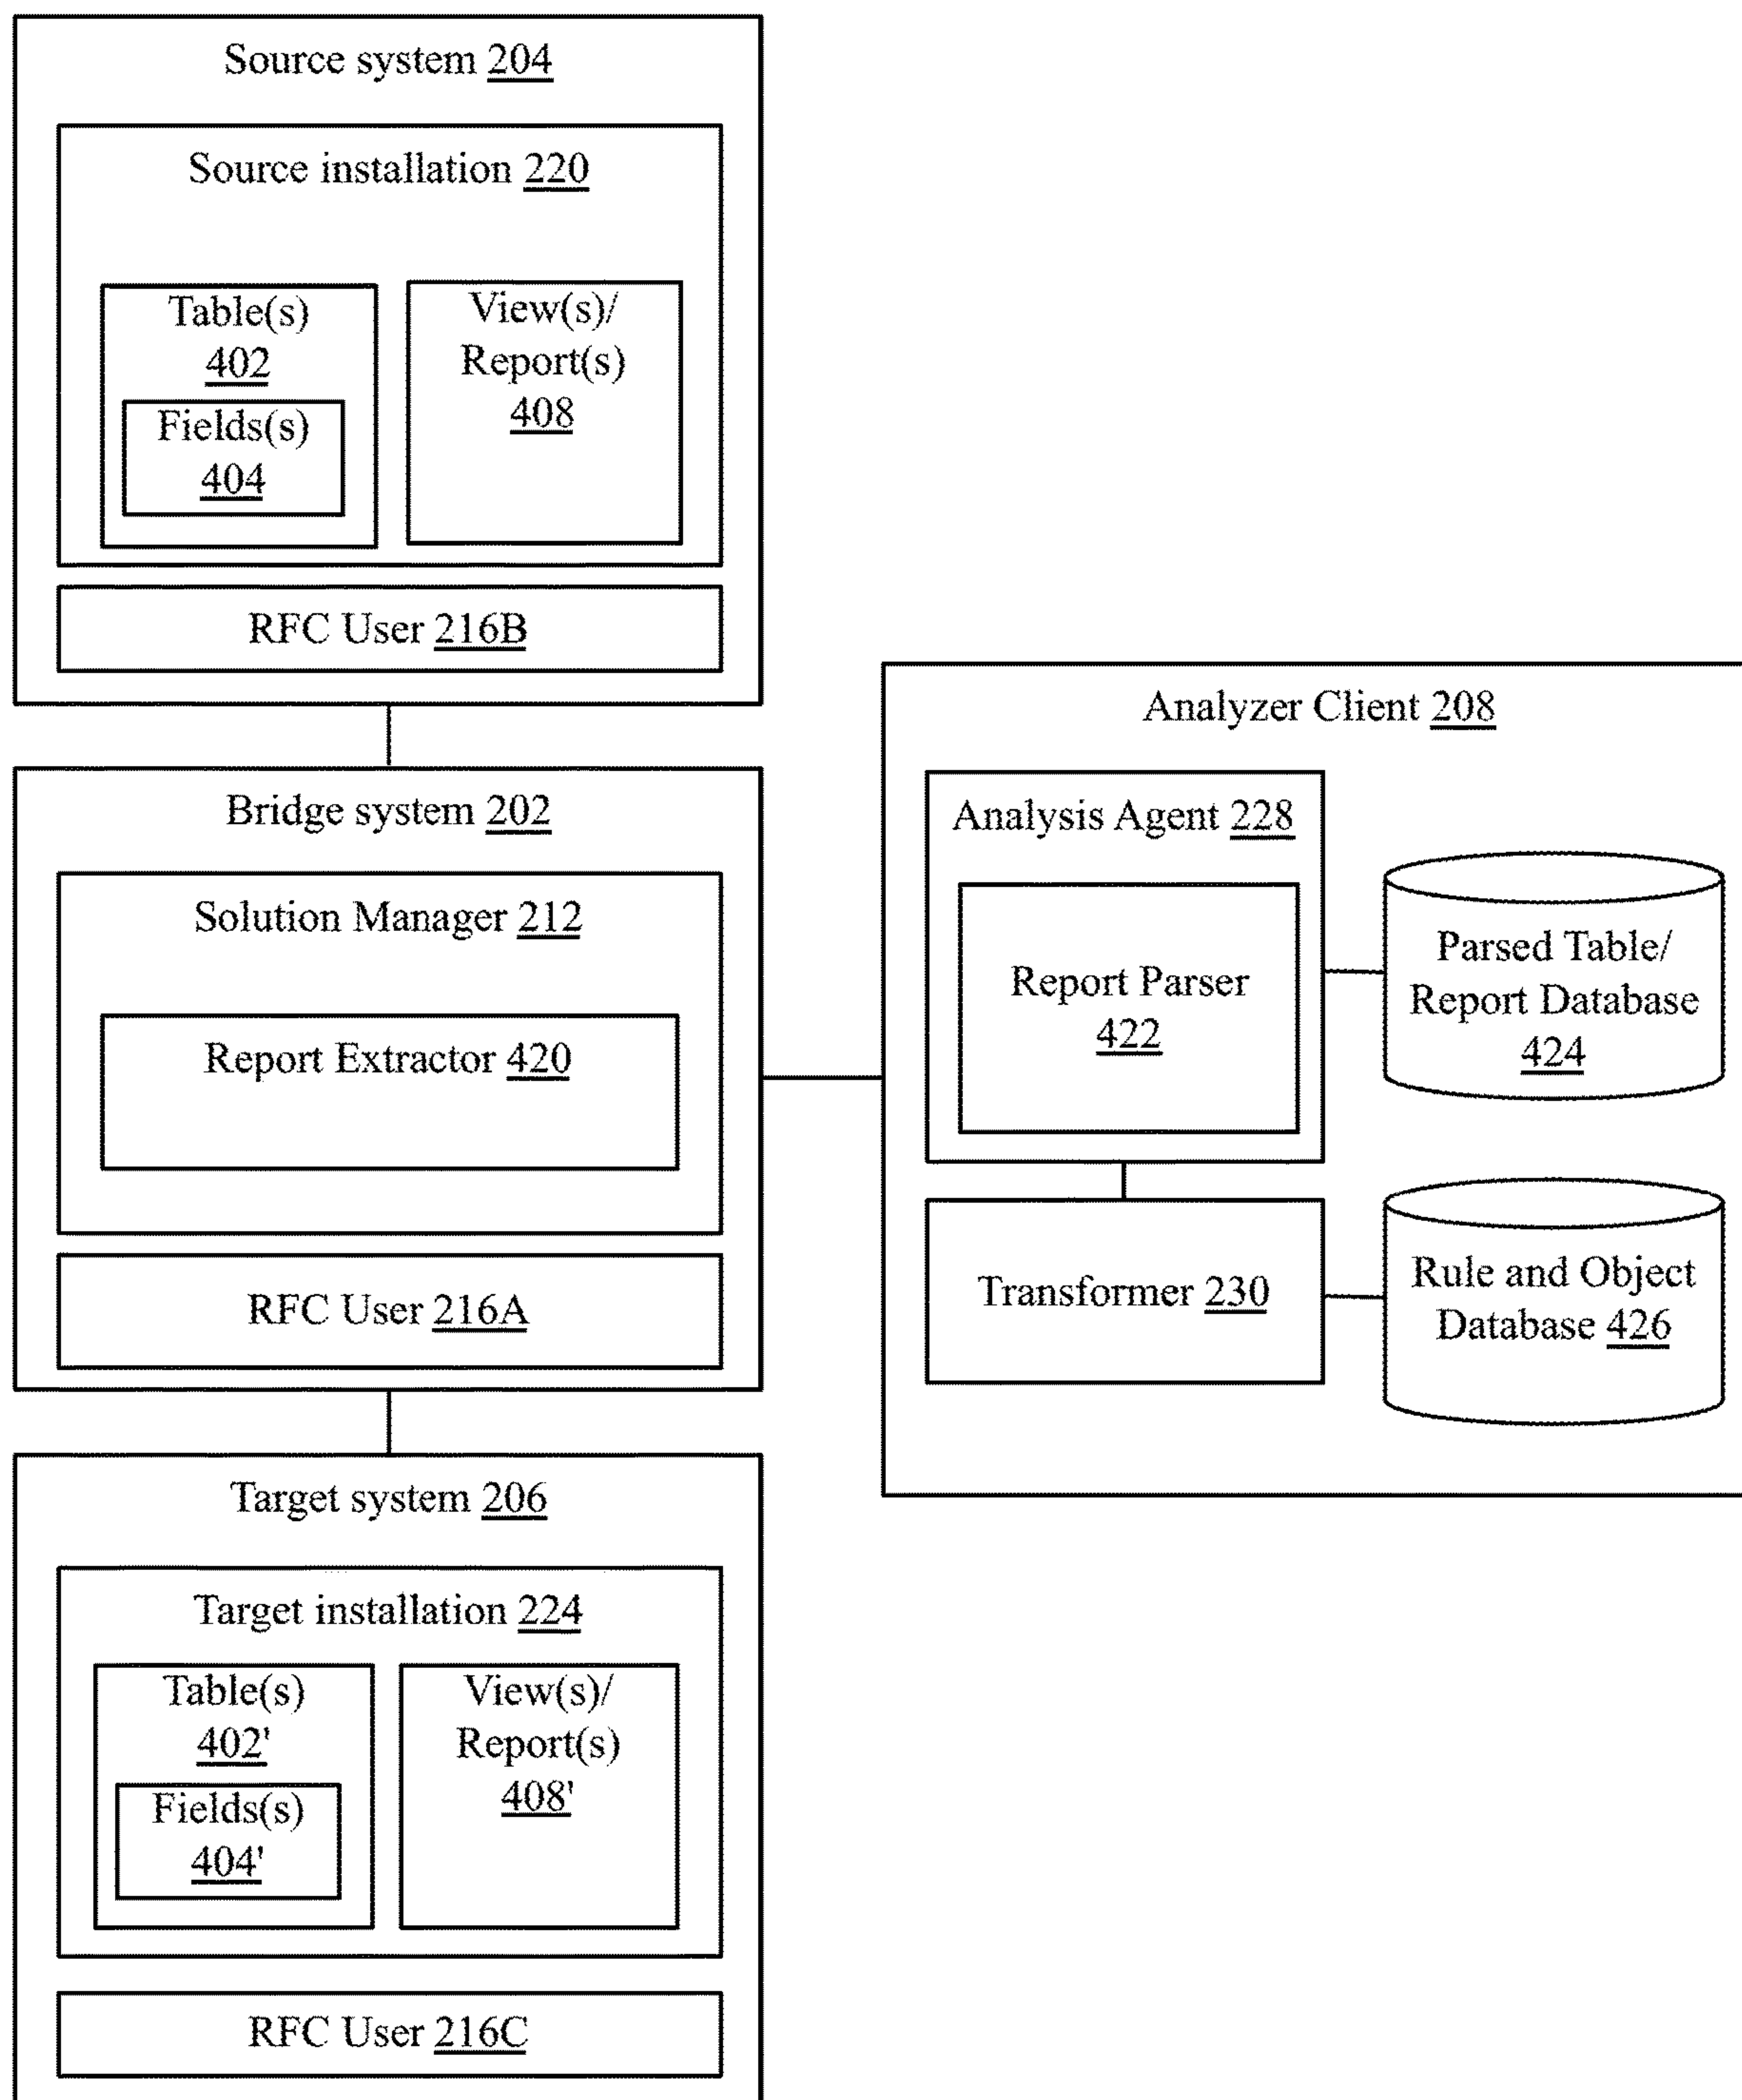 Source system 204
Source installation 220
Table(s)
402
Fields(s)
404
View(s)/
Report(s)
408
RFC User 216B
Bridge system 202
Solution Manager 212
Report Extractor 420
RFC User 216A
Target system 206
Target installation 224
Table(s)
402'
Fields(s)
404'
View(s)/
Report(s)
408'
RFC User 216C
Analyzer Client 208
Analysis Agent 228
Report Parser
422
Parsed Table/
Report Database
424
Transformer 230
Rule and Object
Database 426